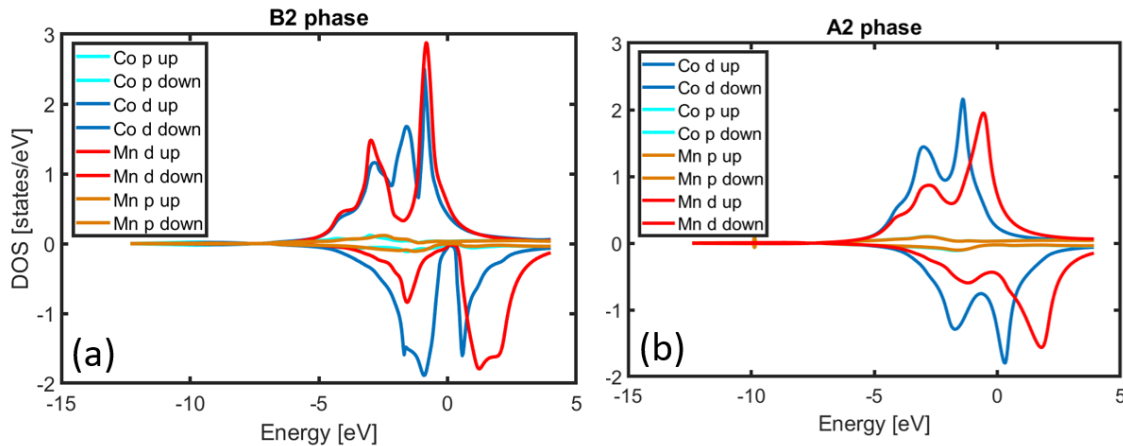 B2 phase
3
2
1
0
-1
-2
DOS [states/eV]
Co p up
Co p down
Co d up
Co d down
Mn d up
Mn d down
Mn p up
Mn p down
(a)
-15
-10
-5
0
5
Energy [eV]
A2 phase
3
2
1
0
-1
-2
Co d up
Co d down
Co p up
Co p down
Mn p up
Mn p down
Mn d up
Mn d down
(b)
-15
-10
-5
0
5
Energy [eV]